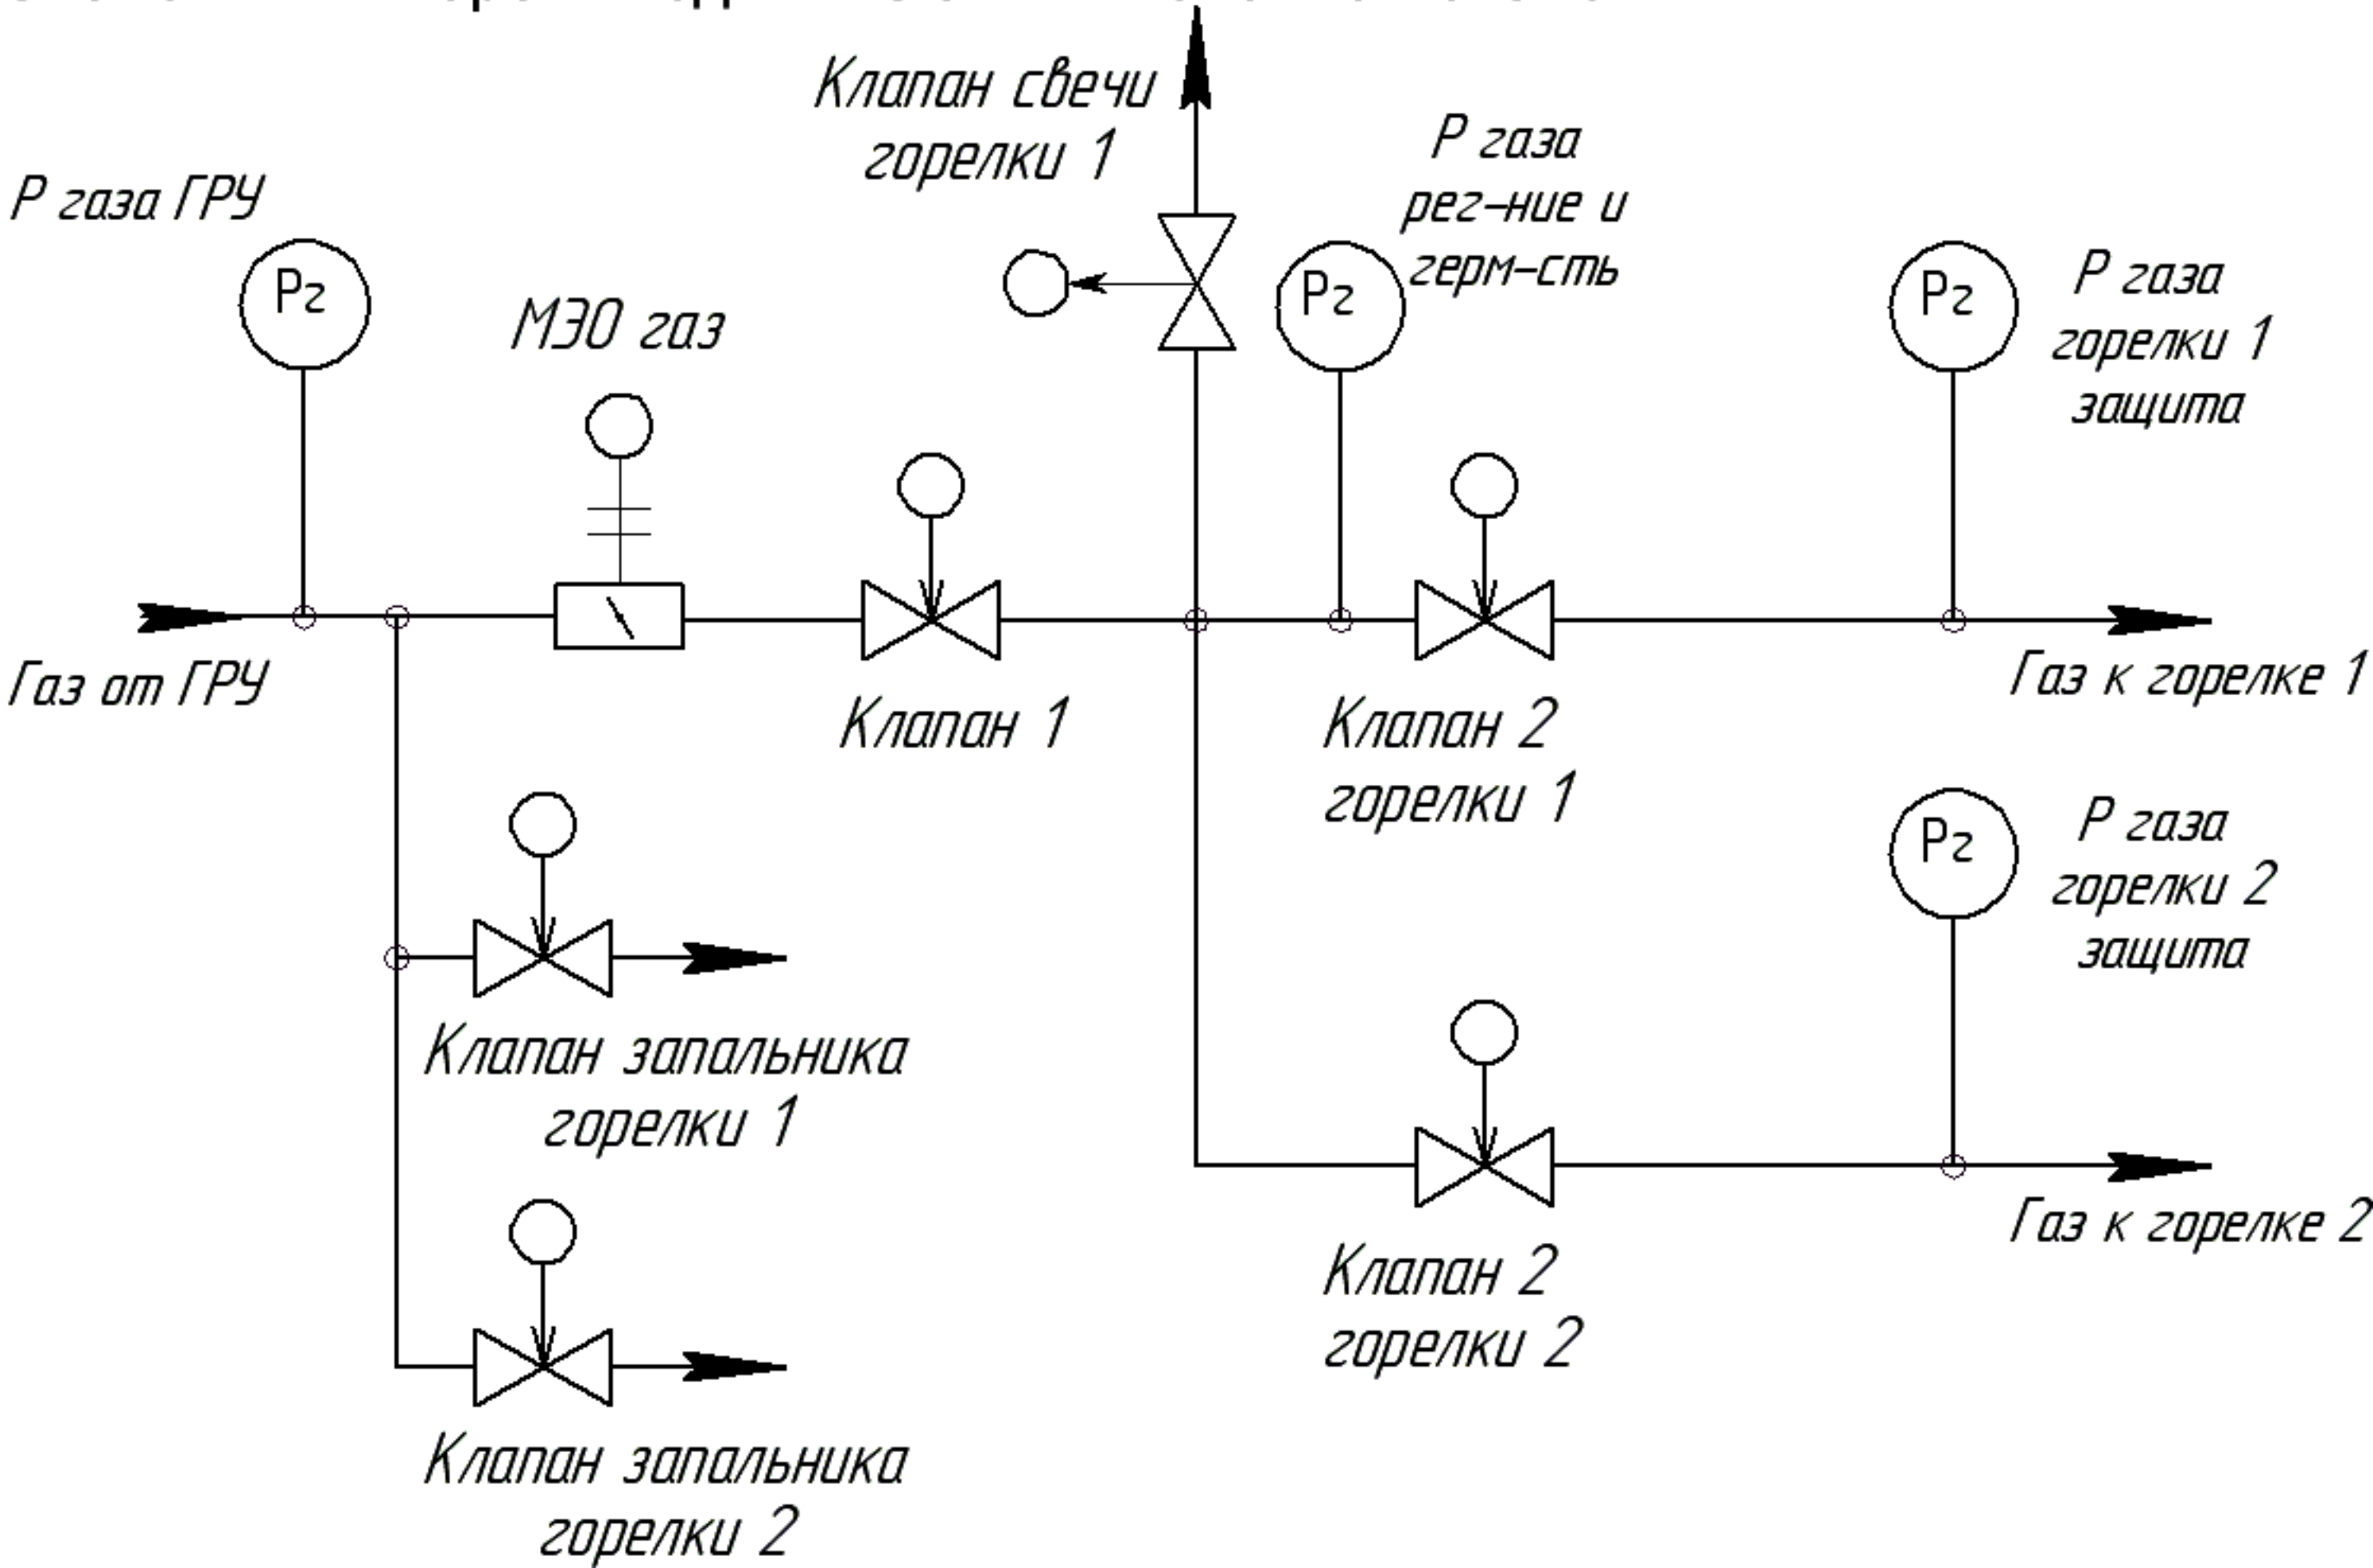 Клапан свечи
горелки 1
Р газа
рег-ние и
герм-сть
Р газа ГРУ
Рг
МЭО газ
Рг
Рг
Р газа
горелки 1
защита
Газ от ГРУ
Клапан 1
Клапан 2
горелки 1
Газ к горелке 1
Рг
Р газа
горелки 2
защита
Клапан запальника
горелки 1
Клапан 2
горелки 2
Газ к горелке 2
Клапан запальника
горелки 2